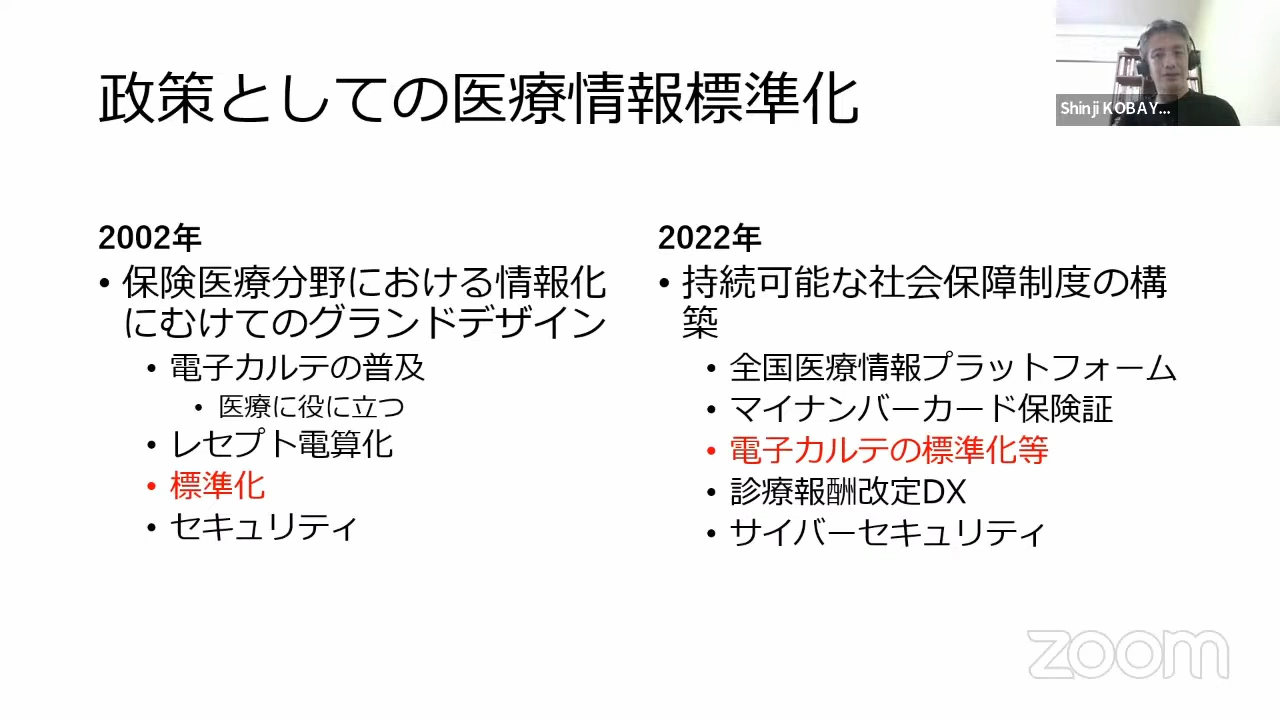 政策としての医療情報標準化
Shinji KOBAY...
2002年
• 保険医療分野における情報化
にむけてのグランドデザイン
• 電子カルテの普及
• 医療に役に立つ
• レセプト電算化
• 標準化
• セキュリティ
2022年
• 持続可能な社会保障制度の構
築
• 全国医療情報プラットフォーム
• マイナンバーカード保険証
• 電子カルテの標準化等
• 診療報酬改定DX
• サイバーセキュリティ
zoom